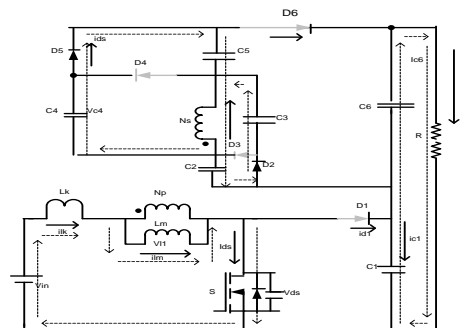 D6
ids
D5
C5
Ic6
D4
C4
Vc4
C6
Ns
C3
R
D3
C2
D2
Lk
Np
Lm
D1
ilk
Vl1
Ids
id1
ic1
ilm
C1
Vin
S
Vds